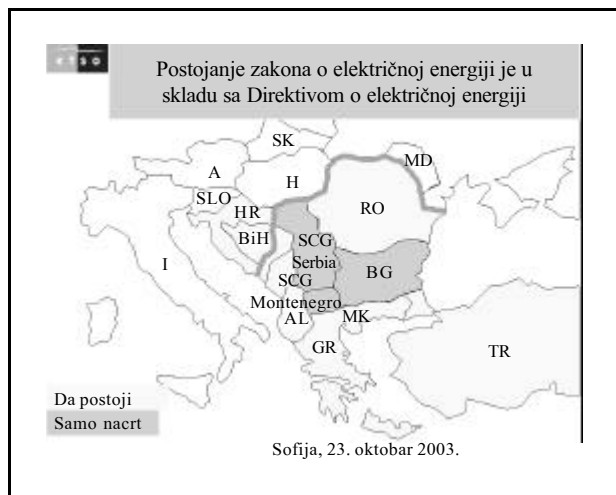 etso
Postojanje zakona o električnoj energiji je u
skladu sa Direktivom o električnoj energiji
SK
MD
A
H
SLO
HR
RO
BiH
SCG
Serbia
I
SCG
BG
Montenegro
AL
MK
GR
TR
Da postoji
Samo nacrt
Sofija, 23. oktobar 2003.